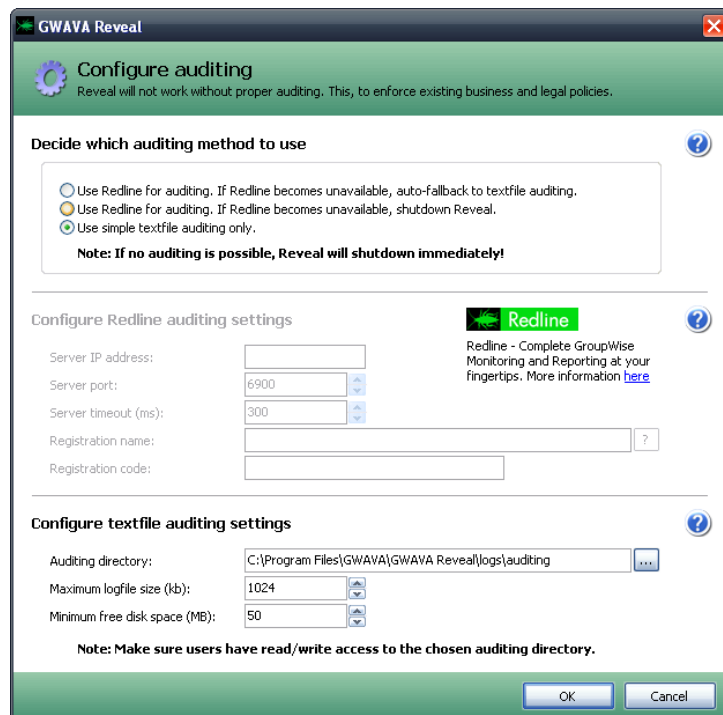 GWAVA Reveal
Configure auditing
Reveal will not work without proper auditing. This, to enforce existing business and legal policies.
Decide which auditing method to use
?
Use Redline for auditing. If Redline becomes unavailable, auto-fallback to textfile auditing.
Use Redline for auditing. If Redline becomes unavailable, shutdown Reveal.
Use simple textfile auditing only.
Note: If no auditing is possible, Reveal will shutdown immediately!
Configure Redline auditing settings
Redline
?
Redline - Complete GroupWise
Monitoring and Reporting at your
fingertips. More information here
Server IP address:
Server port: 6900
Server timeout (ms): 300
Registration name: ?
Registration code:
Configure textfile auditing settings
?
Auditing directory: C:\Program Files\GWAVA\GWAVA Reveal\logs\auditing ...
Maximum logfile size (kb): 1024
Minimum free disk space (MB): 50
Note: Make sure users have read/write access to the chosen auditing directory.
OK Cancel